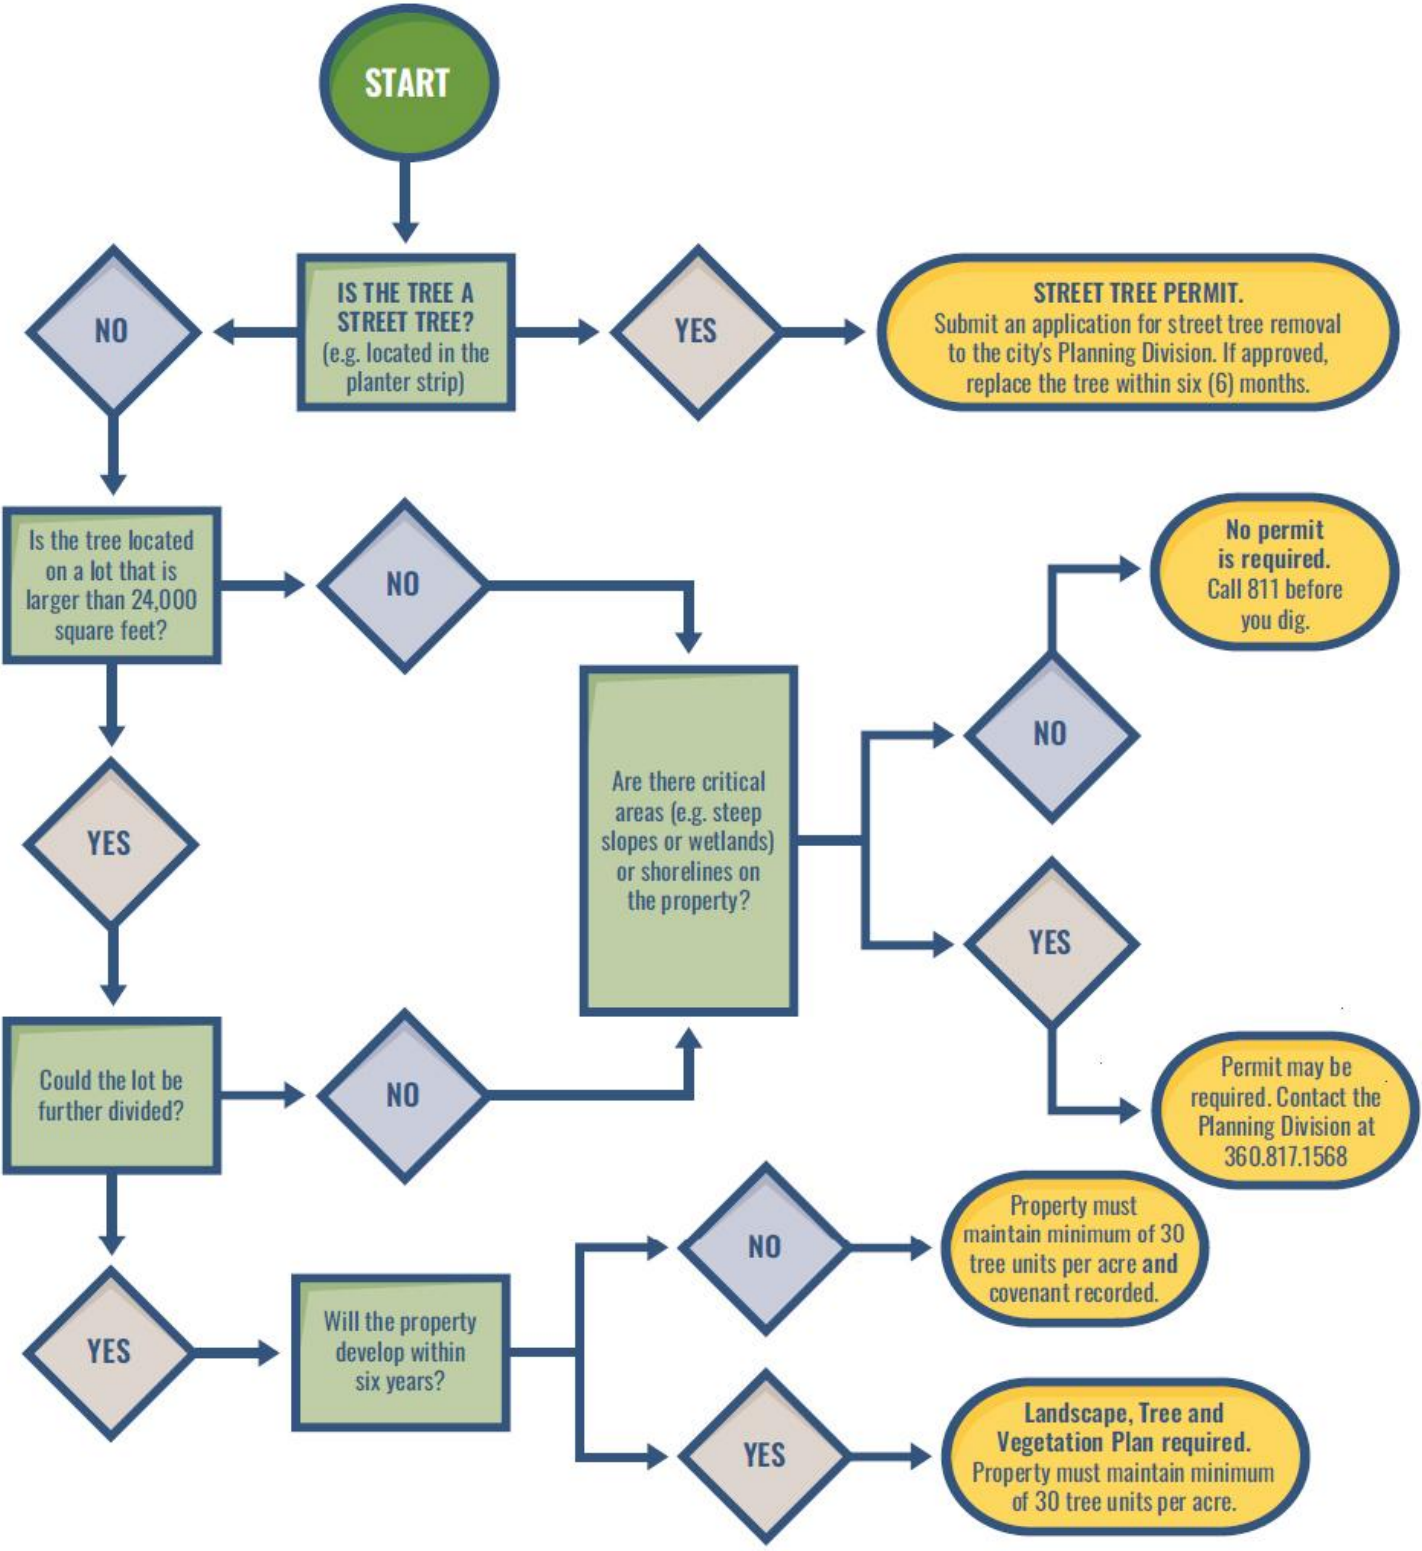 START
NO
IS THE TREE A
STREET TREE?
(e.g. located in the
planter strip)
YES
STREET TREE PERMIT.
Submit an application for street tree removal
to the city's Planning Division. If approved,
replace the tree within six (6) months.
Is the tree located
on a lot that is
larger than 24,000
square feet?
NO
No permit
is required.
Call 811 before
you dig.
NO
Are there critical
areas (e.g. steep
slopes or wetlands)
or shorelines on
the property?
YES
YES
Could the lot be
further divided?
NO
Permit may be
required. Contact the
Planning Division at
360.817.1568
YES
Will the property
develop within
six years?
NO
Property must
maintain minimum of 30
tree units per acre and
covenant recorded.
YES
Landscape, Tree and
Vegetation Plan required.
Property must maintain minimum
of 30 tree units per acre.